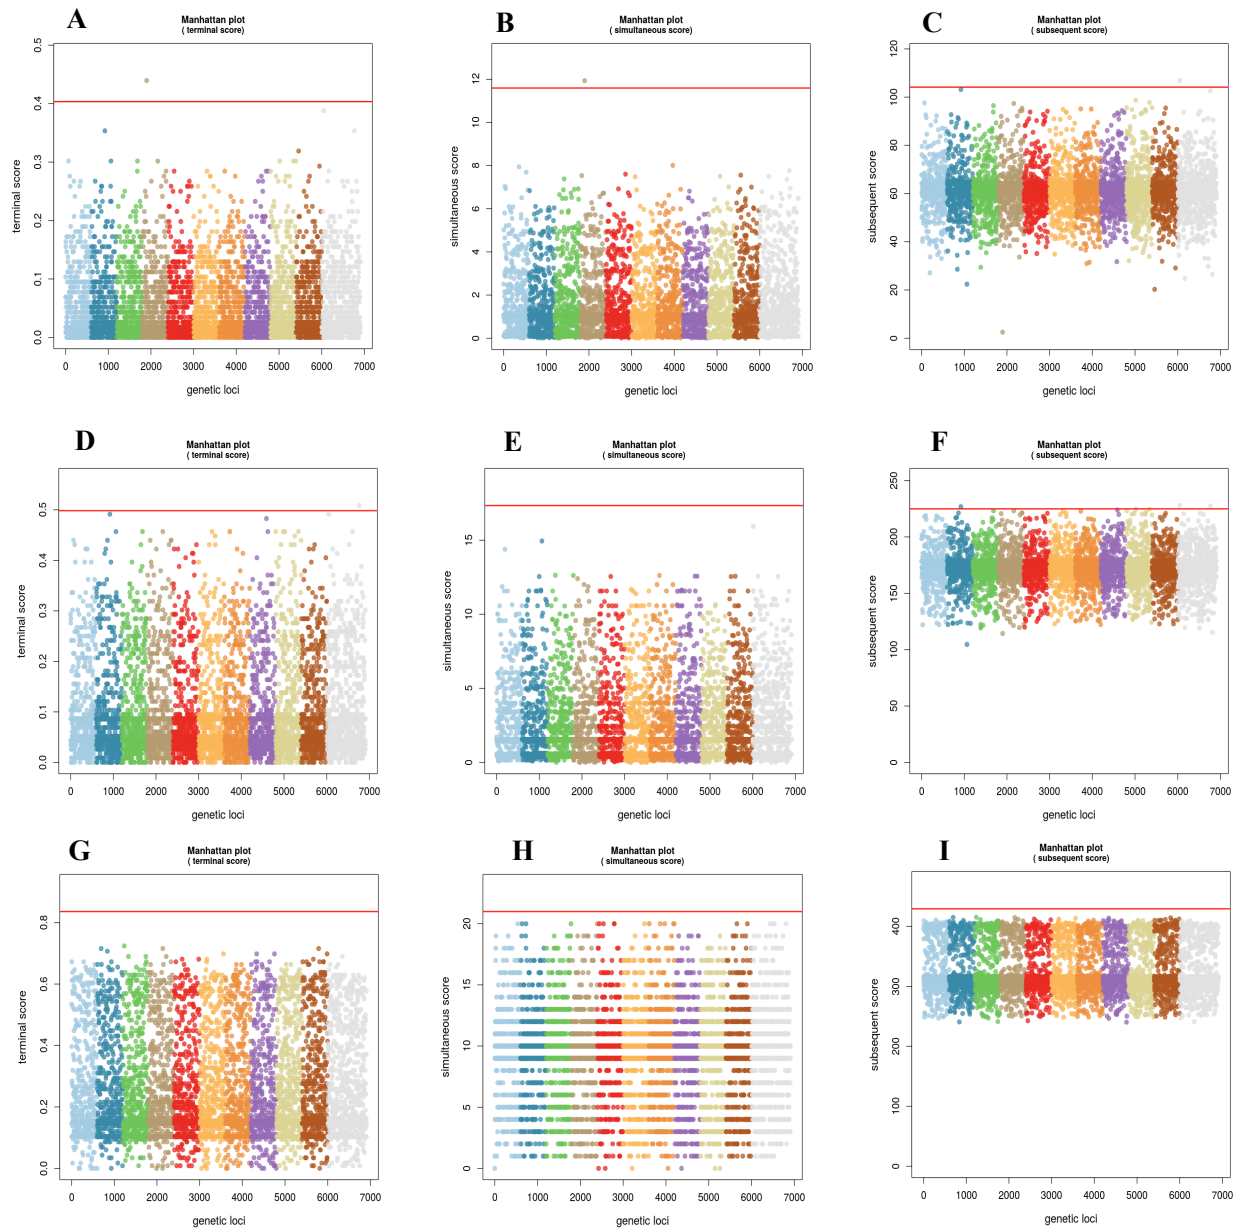 A
Manhattan plot
( terminal score)
terminal score
0.5
0.4
0.3
0.2
0.1
0.0
0 1000 2000 3000 4000 5000 6000 7000
genetic loci
B
Manhattan plot
( simultaneous score)
simultaneous score
12
10
8
6
4
2
0
0 1000 2000 3000 4000 5000 6000 7000
genetic loci
C
Manhattan plot
( subsequent score)
subsequent score
120
100
80
60
40
20
0
0 1000 2000 3000 4000 5000 6000 7000
genetic loci
D
Manhattan plot
( terminal score)
terminal score
0.5
0.4
0.3
0.2
0.1
0.0
0 1000 2000 3000 4000 5000 6000 7000
genetic loci
E
Manhattan plot
( simultaneous score)
simultaneous score
15
10
5
0
0 1000 2000 3000 4000 5000 6000 7000
genetic loci
F
Manhattan plot
( subsequent score)
subsequent score
250
200
150
100
50
0
0 1000 2000 3000 4000 5000 6000 7000
genetic loci
G
Manhattan plot
( terminal score)
terminal score
0.8
0.6
0.4
0.2
0.0
0 1000 2000 3000 4000 5000 6000 7000
genetic loci
H
Manhattan plot
( simultaneous score)
simultaneous score
20
15
10
5
0
0 1000 2000 3000 4000 5000 6000 7000
genetic loci
I
Manhattan plot
( subsequent score)
subsequent score
400
300
200
100
0
0 1000 2000 3000 4000 5000 6000 7000
genetic loci